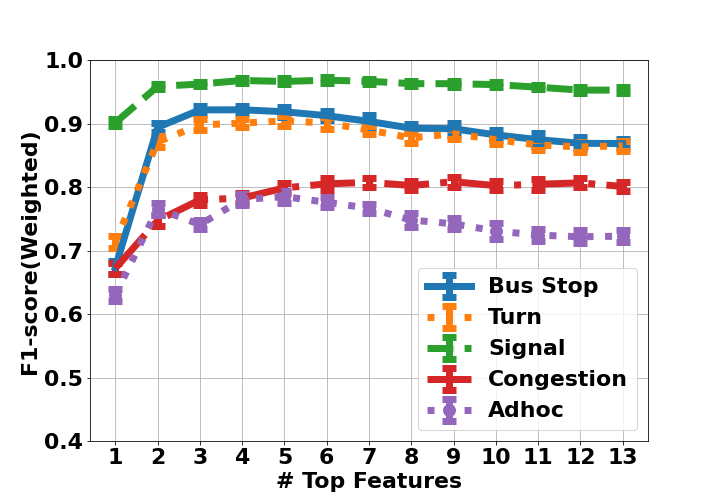 1.0
0.9
0.8
0.7
0.6
0.5
0.4
F1-score(Weighted)
Bus Stop
Turn
Signal
Congestion
Adhoc
1 2 3 4 5 6 7 8 9 10 11 12 13
# Top Features